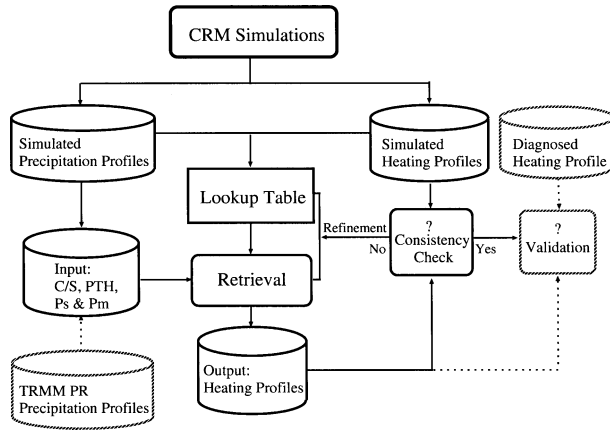 CRM Simulations
Simulated
Precipitation Profiles
Simulated
Heating Profiles
Diagnosed
Heating Profile
Lookup Table
Refinement
No
?
Consistency
Check
Yes
?
Validation
Input:
C/S, PTH,
Ps & Pm
Retrieval
Output:
Heating Profiles
TRMM PR
Precipitation Profiles